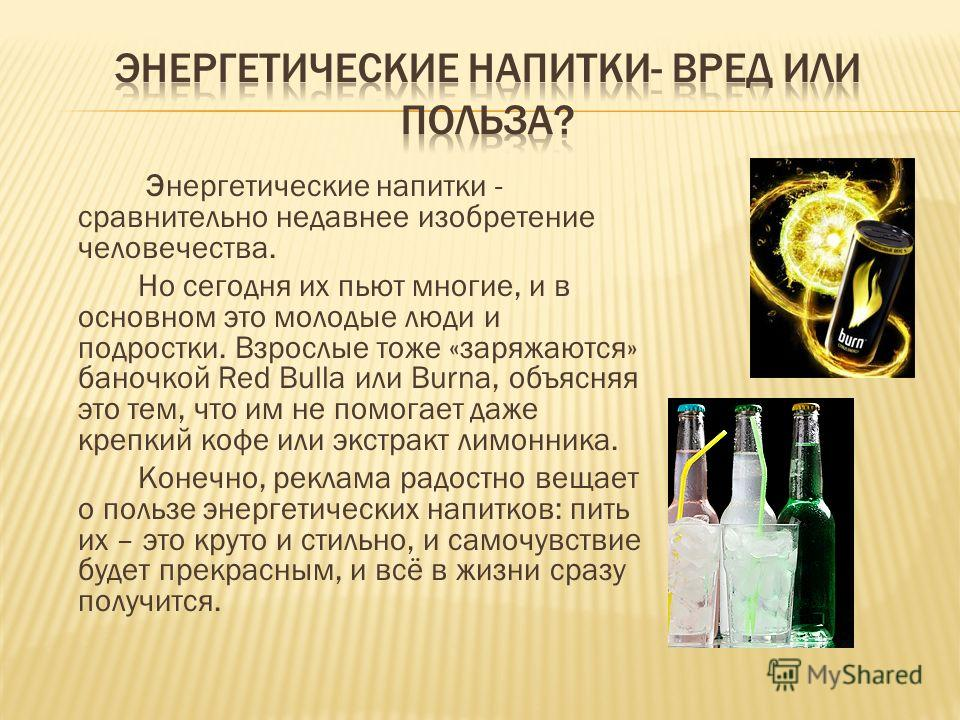 ЭНЕРГЕТИЧЕСКИЕ НАПИТКИ- ВРЕД ИЛИ
ПОЛЬЗА?
Энергетические напитки -
сравнительно недавнее изобретение
человечества.
Но сегодня их пьют многие, и в
основном это молодые люди и
подростки. Взрослые тоже «заряжаются»
баночкой Red Bullа или Burnа, объясняя
это тем, что им не помогает даже
крепкий кофе или экстракт лимонника.
Конечно, реклама радостно вещает
о пользе энергетических напитков: пить
их – это круто и стильно, и самочувствие
будет прекрасным, и всё в жизни сразу
получится.
burn
MyShared